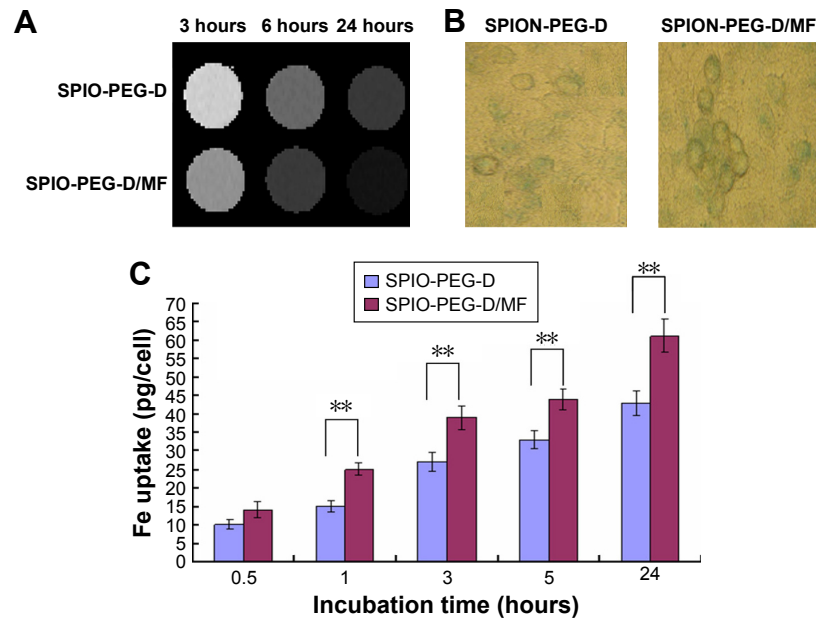 A
3 hours 6 hours 24 hours
SPIO-PEG-D
SPIO-PEG-D/MF
B
SPION-PEG-D SPION-PEG-D/MF
C
SPIO-PEG-D
SPIO-PEG-D/MF
Fe uptake (pg/cell)
70
65
60
55
50
45
40
35
30
25
20
15
10
5
0
**
**
**
**
0.5 1 3 5 24
Incubation time (hours)